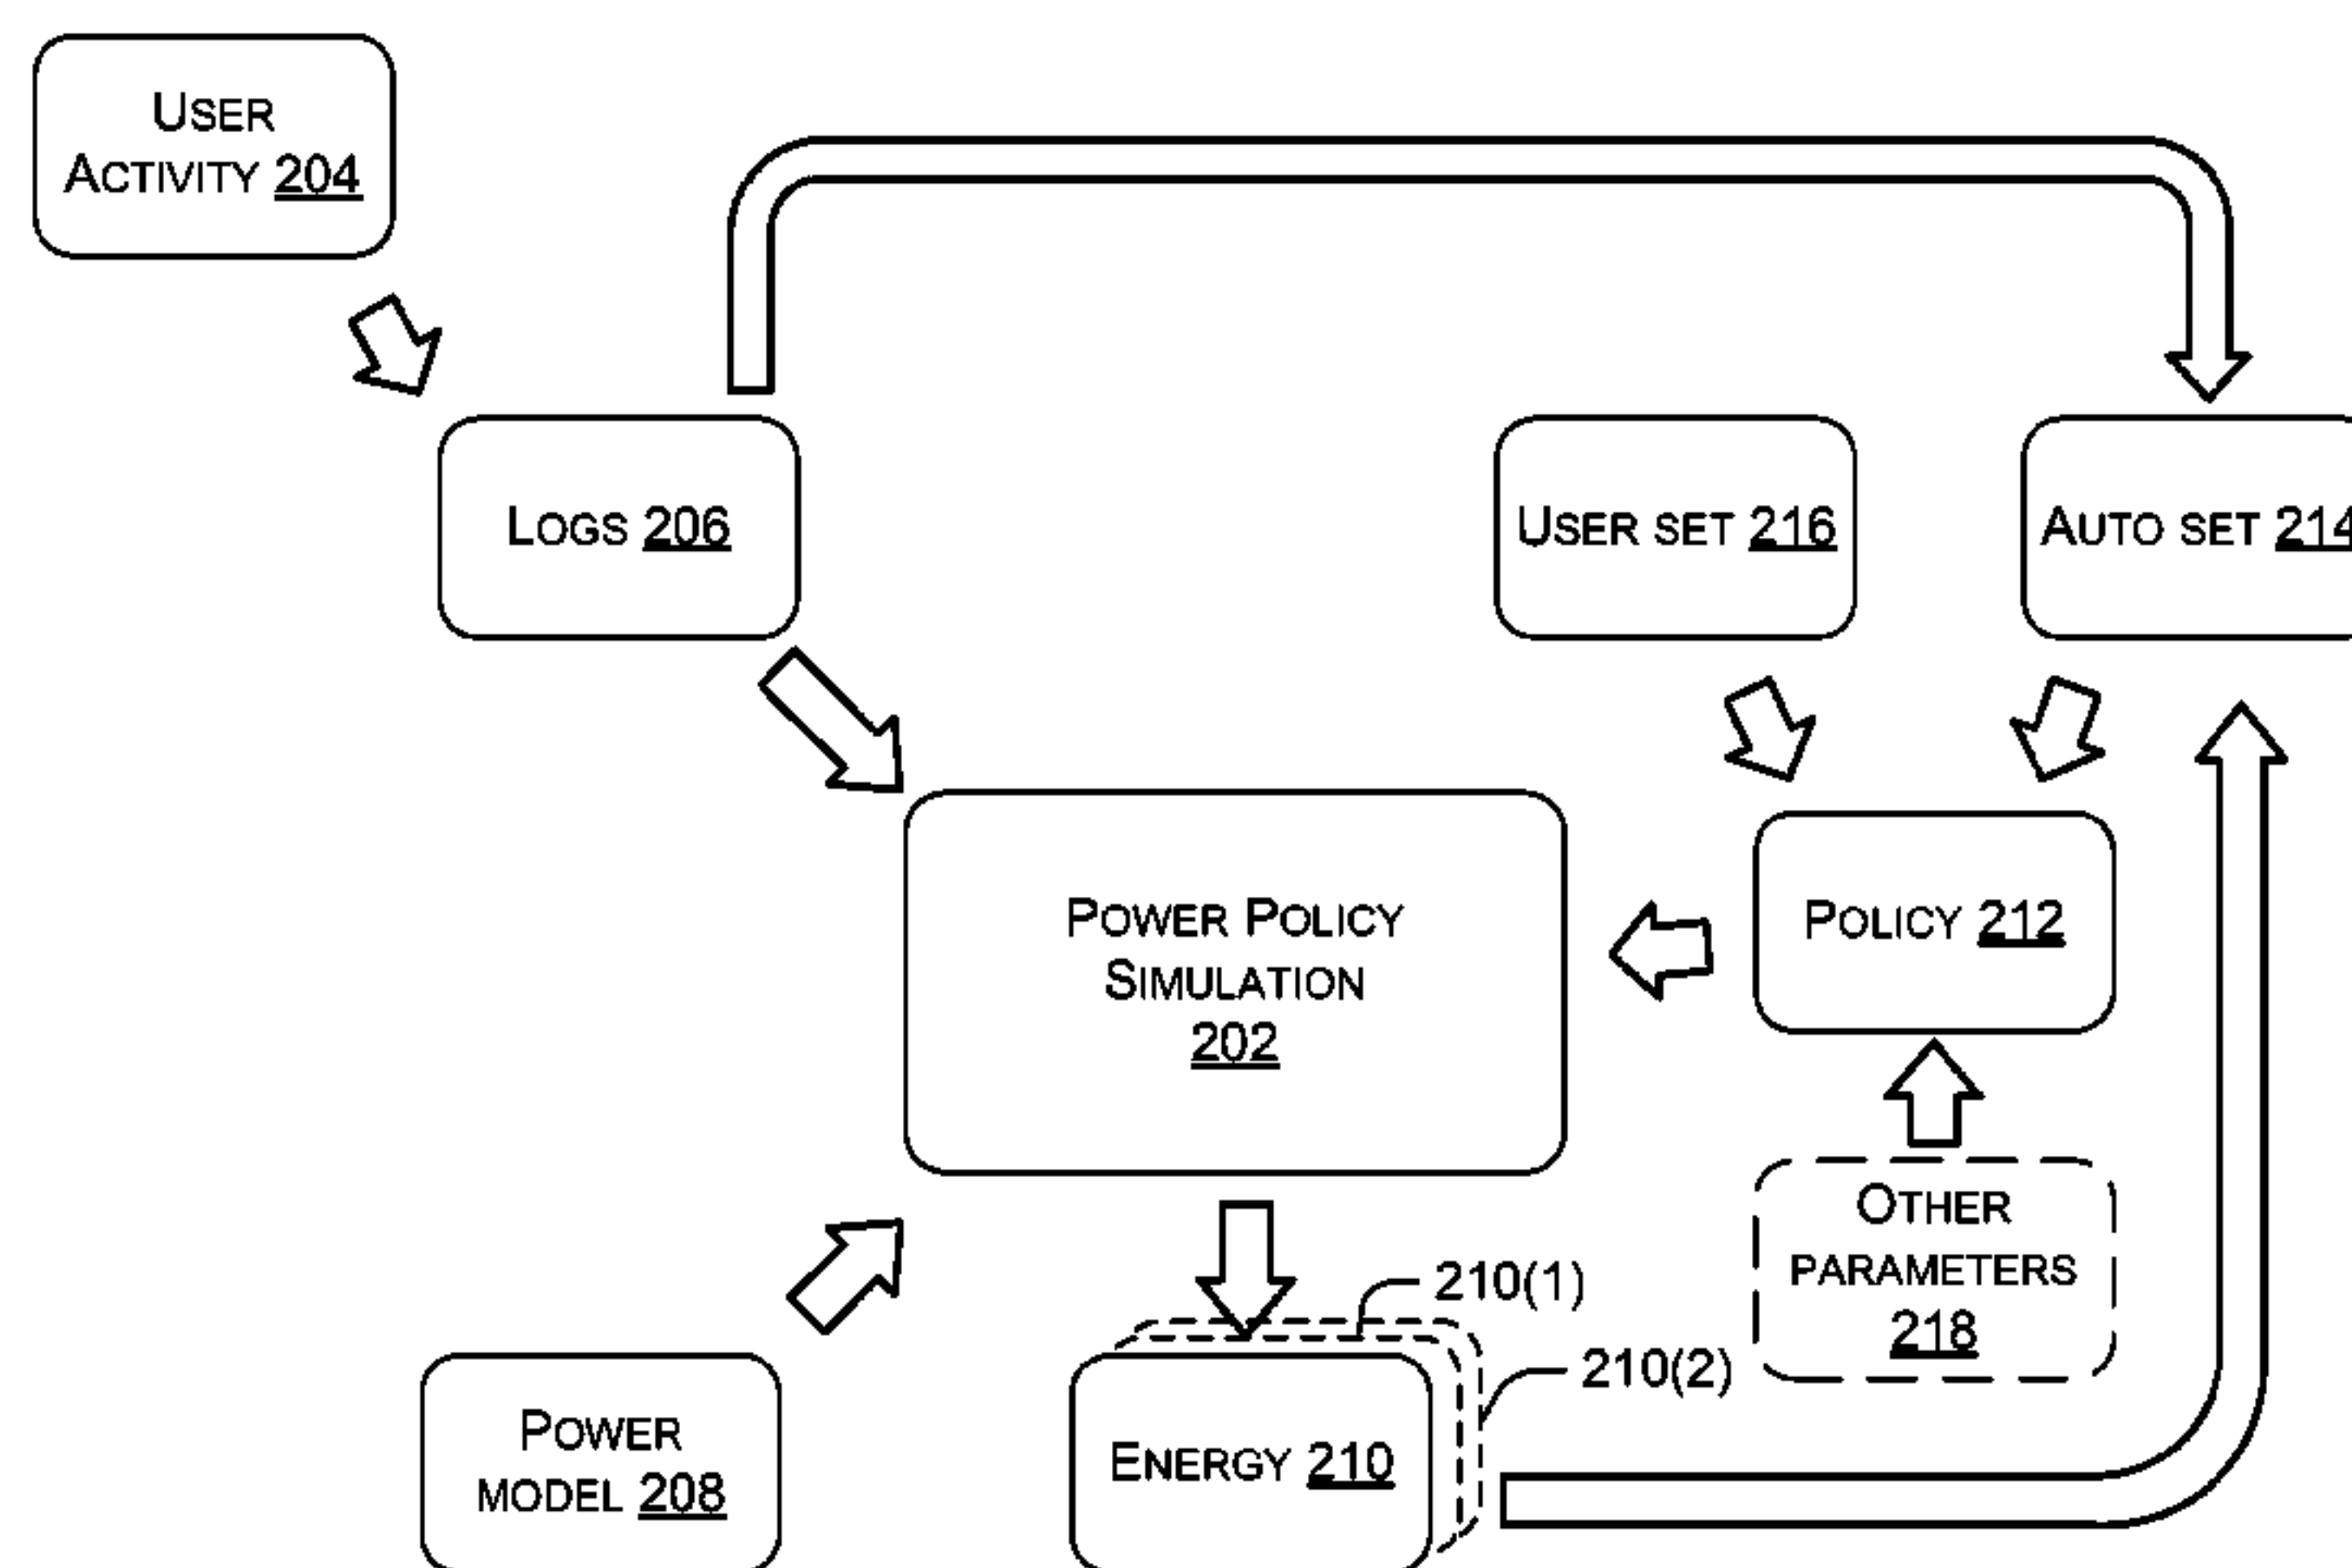 USER
ACTIVITY 204
LOGS 206
USER SET 216
AUTO SET 214
POWER POLICY
SIMULATION
202
POLICY 212
OTHER
PARAMETERS
218
210(1)
210(2)
POWER
MODEL 208
ENERGY 210